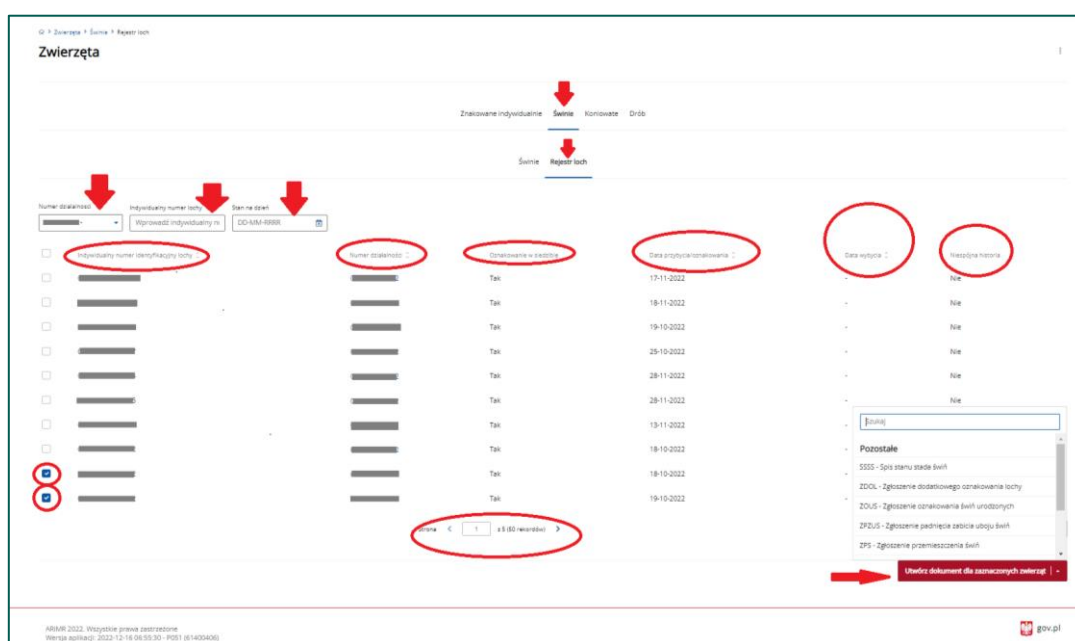 Zwierzęta > Świnie > Rejestr loch
Zwierzęta
Znakowane indywidualnie Świnie Koniowate Drób
Świnie Rejestr loch
Numer działalności Indywidualny numer lochy Stan na dzień
Wprowadź indywidualny nu DD-MM-RRRR
Indywidualny numer identyfikacyjny lochy Numer działalności Oznakowanie w siedzibie Data przybycia/oznakowania Data wybycia Niespójna historia
Tak 17-11-2022 - Nie
Tak 18-11-2022 - Nie
Tak 19-10-2022 - Nie
Tak 25-10-2022 - Nie
Tak 28-11-2022 - Nie
Tak 28-11-2022 - Nie
Tak 13-11-2022 -
Tak 18-10-2022 -
Tak 18-10-2022 -
Tak 19-10-2022 -
Szukaj
Pozostałe
SSSS - Spis stanu stada świń
ZDOL - Zgłoszenie dodatkowego oznakowania lochy
ZOUS - Zgłoszenie oznakowania świń urodzonych
ZPZUS - Zgłoszenie padnięcia zabicia uboju świń
ZPS - Zgłoszenie przemieszczenia świń
Strona < 1 z 6 (60 rekordów) >
Utwórz dokument dla zaznaczonych zwierząt
ARiMR 2022. Wszystkie prawa zastrzeżone
Wersja aplikacji: 2022-12-16 06:55:30 - P051 (61400406)
gov.pl